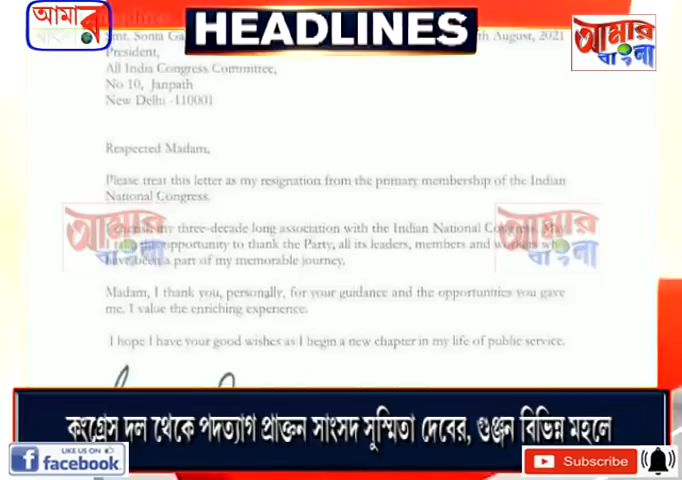 আমার
HEADLINES
আমার
বাংলা
Smt. Sonia
th August, 2021
President,
All India Congress Committee,
No 10, Janpath
New Delhi -110001
Respected Madam,
Please treat this letter as my resignation from the primary membership of the Indian
National Congress.
my three-decade long association with the Indian National Congress. May
opportunity to thank the Party, all its leaders, members and workers who
have been a part of my memorable journey.
আমার
বাংলা
আমার
বাংলা
Madam, I thank you, personally, for your guidance and the opportunities you gave
me. I value the enriching experience.
I hope I have your good wishes as I begin a new chapter in my life of public service.
কংগ্রেস দল থেকে পদত্যাগ প্রাক্তন সাংসদ সুস্মিতা দেবের, গুঞ্জন বিভিন্ন মহলে
LIKE US ON
facebook.
Subscribe